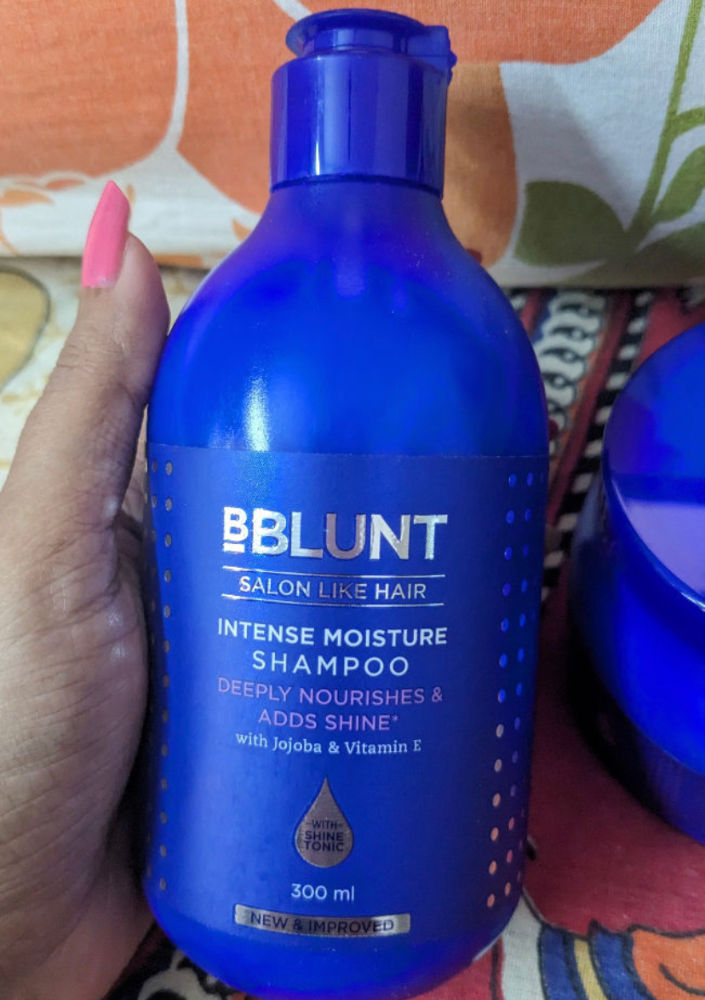 BBLUNT
SALON LIKE HAIR
INTENSE MOISTURE
SHAMPOO
DEEPLY NOURISHES &
ADDS SHINE*
with Jojoba & Vitamin E
WITH
SHINE
TONIC
300 ml
NEW & IMPROVED